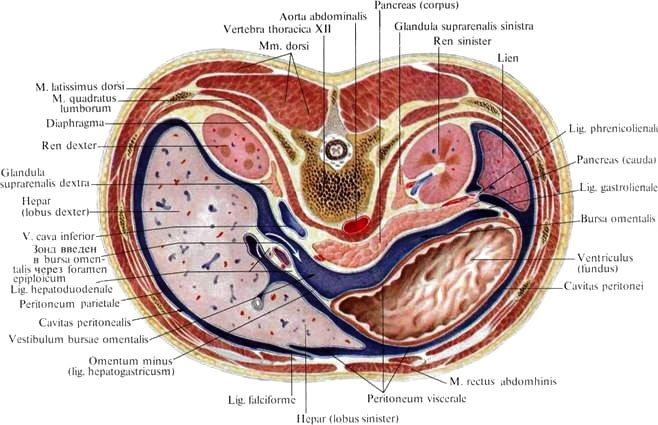 Pancreas (corpus)
Aorta abdominalis
Vertebra thoracica XII
Mm. dorsi
Glandula suprarenalis sinistra
Ren sinister
Lien
M. latissimus dorsi
M. quadratus
lumborum
Diaphragma
Ren dexter
Glandula
suprarenalis dextra
Hepar
(lobus dexter)
V. cava inferior
Зонд введен
в bursa omen-
talis через foramen
epiploicum
Lig. hepatoduodenale
Peritoneum parietale
Cavitas peritonealis
Vestibulum bursae omentalis
Omentum minus
(lig. hepatogastricusm)
Lig. falciforme
Hepar (lobus sinister)
Peritoneum viscerale
M. rectus abdomhinis
Lig. phrenicolienale
Pancreas (cauda)
Lig. gastrolienale
Bursa omentalis
Ventriculus
(fundus)
Cavitas peritonei